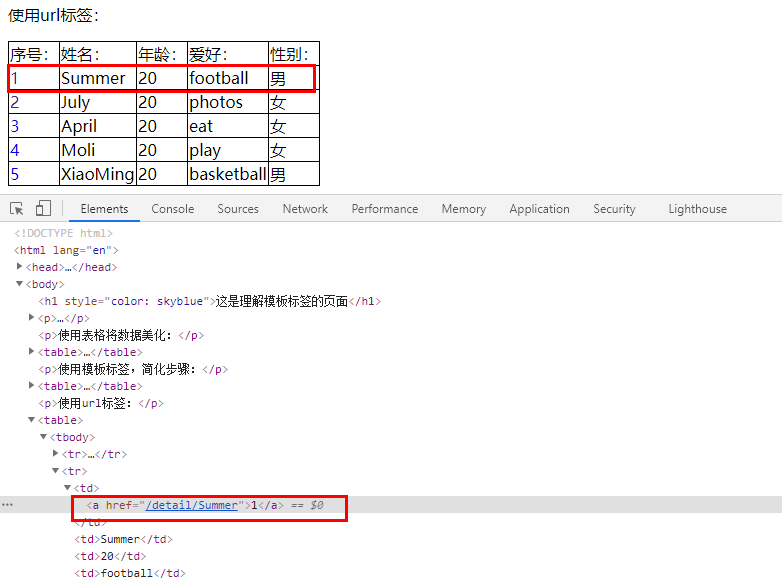 使用url标签：
序号： 姓名： 年龄： 爱好： 性别：
1 Summer 20 football 男
2 July 20 photos 女
3 April 20 eat 女
4 Moli 20 play 女
5 XiaoMing 20 basketball 男
Elements Console Sources Network Performance Memory Application Security Lighthouse
<!DOCTYPE html>
<html lang="en">
<head>…</head>
<body>
<h1 style="color: skyblue">这是理解模板标签的页面</h1>
<p>…</p>
<p>使用表格将数据美化：</p>
<table>…</table>
<p>使用模板标签，简化步骤：</p>
<table>…</table>
<p>使用url标签：</p>
<table>
<tbody>
<tr>…</tr>
<tr>
<td>
<a href="/detail/Summer">1</a> == $0
</td>
<td>Summer</td>
<td>20</td>
<td>football</td>